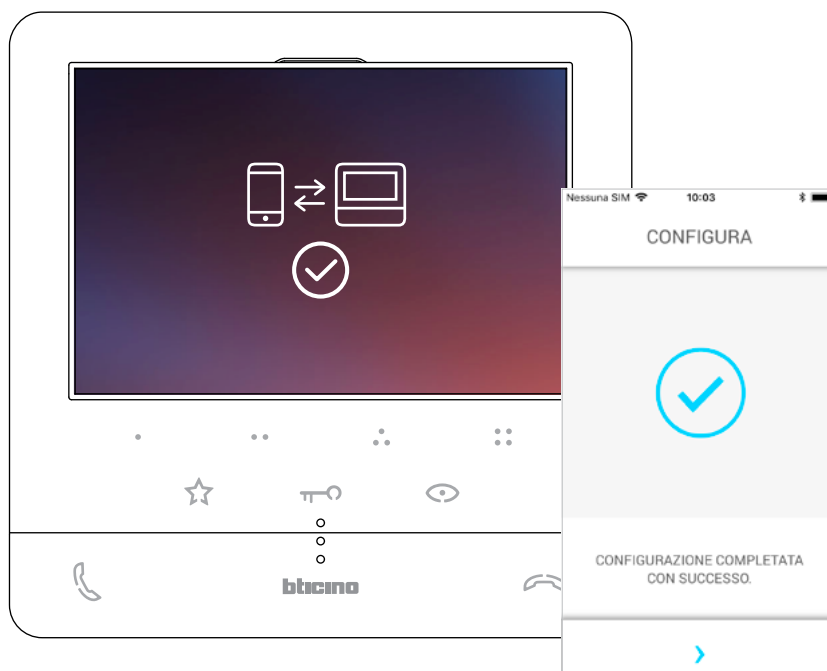 Nessuna SIM 10:03
CONFIGURA
CONFIGURAZIONE COMPLETATA
CON SUCCESSO.
bticino